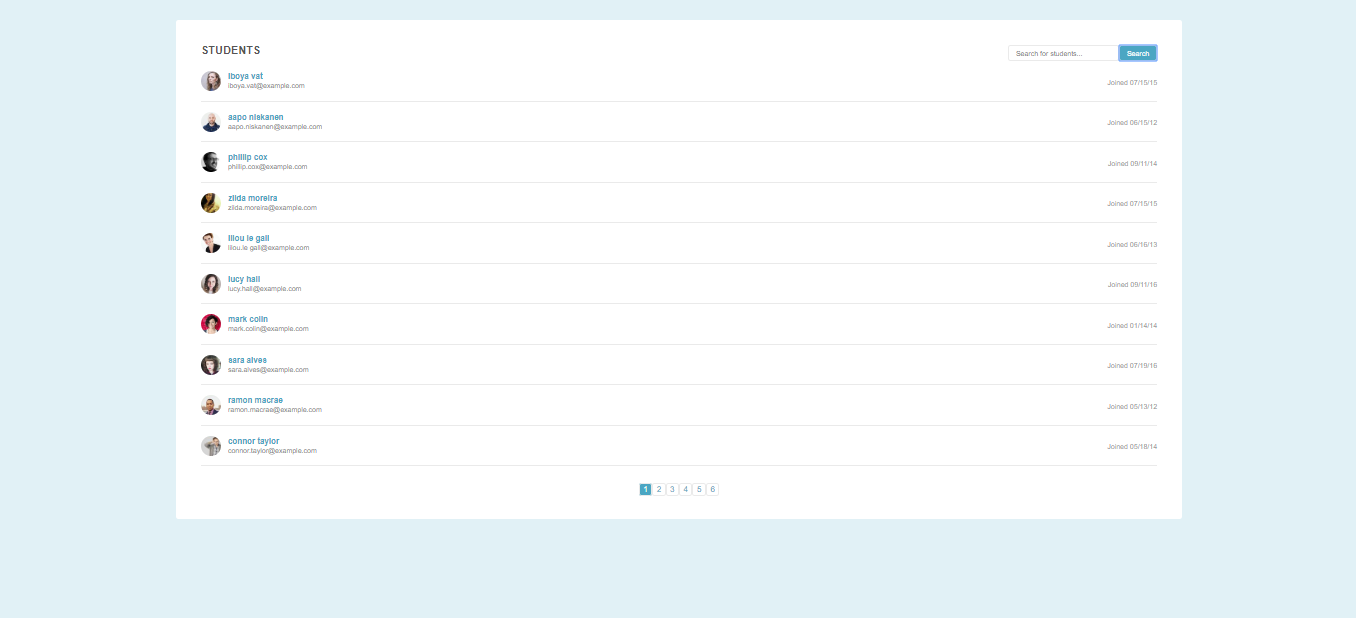 STUDENTS
Search for students...
Search
iboya vat
iboya.vat@example.com
Joined 07/15/15
aapo niskanen
aapo.niskanen@example.com
Joined 06/15/12
phillip cox
phillip.cox@example.com
Joined 09/11/14
zilda moreira
zilda.moreira@example.com
Joined 07/15/15
lilou le gall
lilou.le gall@example.com
Joined 06/16/13
lucy hall
lucy.hall@example.com
Joined 09/11/16
mark colin
mark.colin@example.com
Joined 01/14/14
sara alves
sara.alves@example.com
Joined 07/19/16
ramon macrae
ramon.macrae@example.com
Joined 05/13/12
connor taylor
connor.taylor@example.com
Joined 05/18/14
1 2 3 4 5 6